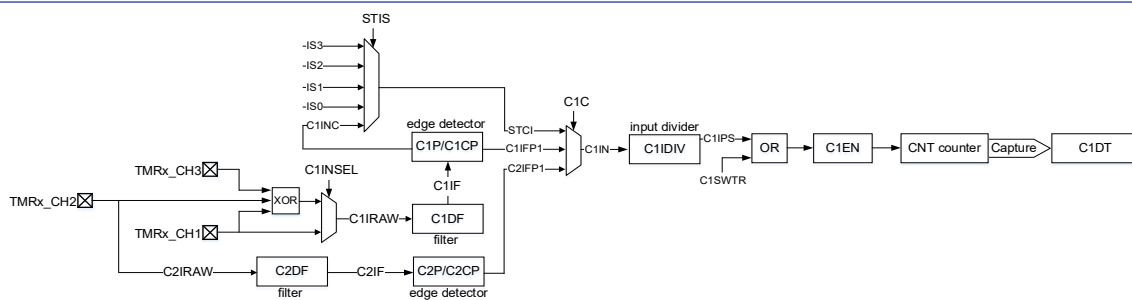 STIS
-IS3
-IS2
-IS1
-IS0
C1INC
edge detector
C1P/C1CP
STCI
C1IFP1
C2IFP1
C1C
C1IN
input divider
C1IDIV
C1IPS
C1SWTR
OR
C1EN
CNT counter
Capture
C1DT
TMRx_CH3
TMRx_CH2
TMRx_CH1
XOR
C1INSEL
C1IRAW
C1IF
C1DF
filter
C2IRAW
C2DF
filter
C2IF
C2P/C2CP
edge detector